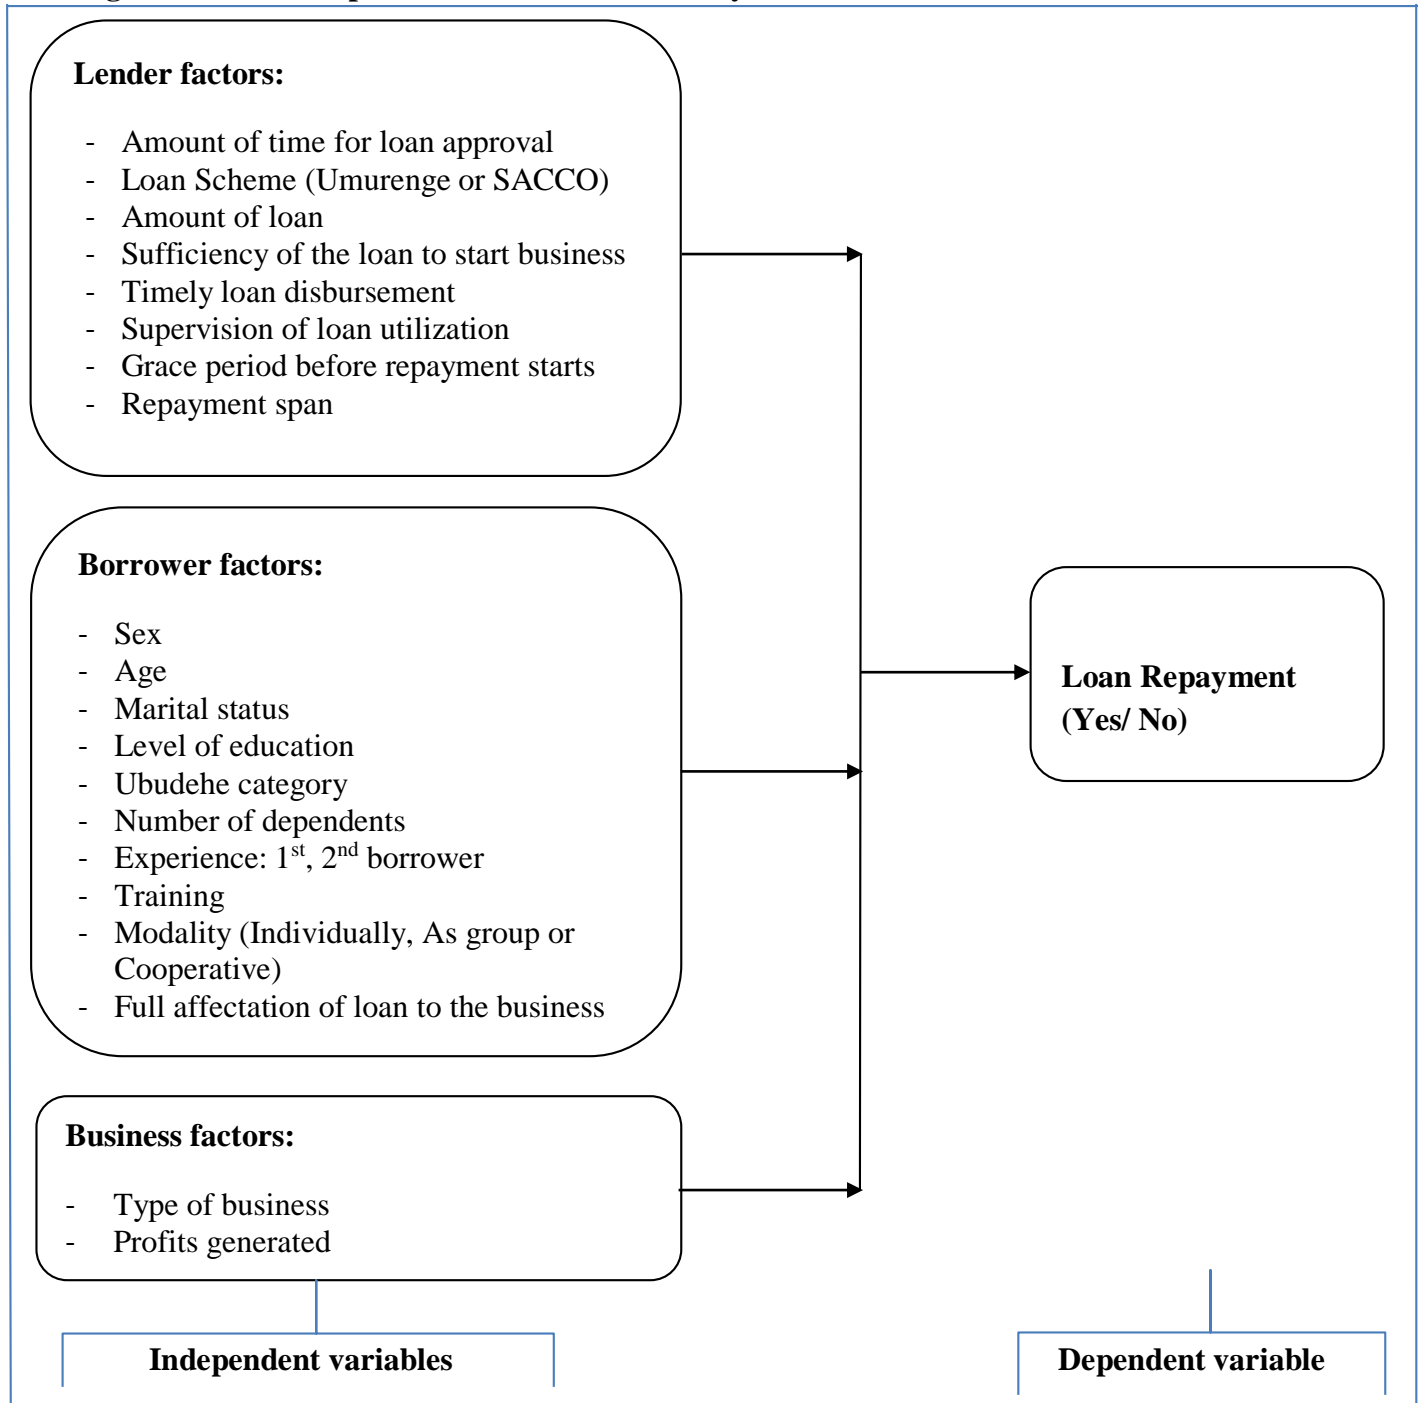 Lender factors:
- Amount of time for loan approval
- Loan Scheme (Umurenge or SACCO)
- Amount of loan
- Sufficiency of the loan to start business
- Timely loan disbursement
- Supervision of loan utilization
- Grace period before repayment starts
- Repayment span
Borrower factors:
- Sex
- Age
- Marital status
- Level of education
- Ubudehe category
- Number of dependents
- Experience: 1st, 2nd borrower
- Training
- Modality (Individually, As group or
Cooperative)
- Full affectation of loan to the business
Loan Repayment
(Yes/ No)
Business factors:
- Type of business
- Profits generated
Independent variables
Dependent variable